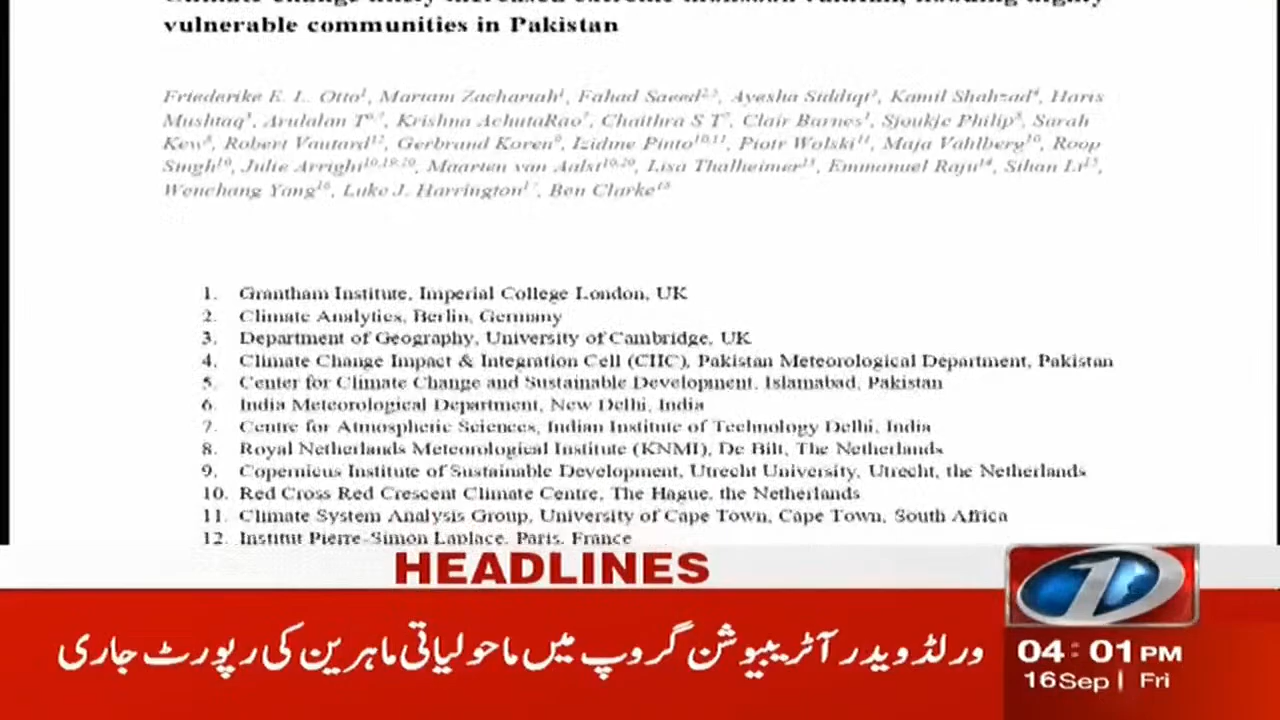 vulnerable communities in Pakistan
Friederike E. L. Otto¹, Mariam Zachariah¹, Fahad Saeed²,³, Ayesha Siddiqi³, Kamil Shahzad⁴, Haris
Mushtaq⁵, Arulalan T⁶,⁷, Krishna AchutaRao⁷, Chaithra S T⁷, Clair Barnes¹, Sjoukje Philip⁸, Sarah
Kew⁸, Robert Vautard¹², Gerbrand Koren⁹, Izidine Pinto¹⁰,¹¹, Piotr Wolski¹¹, Maja Vahlberg¹⁰, Roop
Singh¹⁰, Julie Arrighi¹⁰,¹⁹,²⁰, Maarten van Aalst¹⁰,²⁰, Lisa Thalheimer¹³, Emmanuel Raju¹⁴, Sihan Li¹⁵,
Wenchang Yang¹⁶, Luke J. Harrington¹⁷, Ben Clarke¹⁸
1. Grantham Institute, Imperial College London, UK
2. Climate Analytics, Berlin, Germany
3. Department of Geography, University of Cambridge, UK
4. Climate Change Impact & Integration Cell (CIIC), Pakistan Meteorological Department, Pakistan
5. Center for Climate Change and Sustainable Development, Islamabad, Pakistan
6. India Meteorological Department, New Delhi, India
7. Centre for Atmospheric Sciences, Indian Institute of Technology Delhi, India
8. Royal Netherlands Meteorological Institute (KNMI), De Bilt, The Netherlands
9. Copernicus Institute of Sustainable Development, Utrecht University, Utrecht, the Netherlands
10. Red Cross Red Crescent Climate Centre, The Hague, the Netherlands
11. Climate System Analysis Group, University of Cape Town, Cape Town, South Africa
12. Institut Pierre-Simon Laplace, Paris, France
HEADLINES
ورلڈ ویدر آٹریبیوشن گروپ میں ماحولیاتی ماہرین کی رپورٹ جاری
04:01 PM
16Sep | Fri